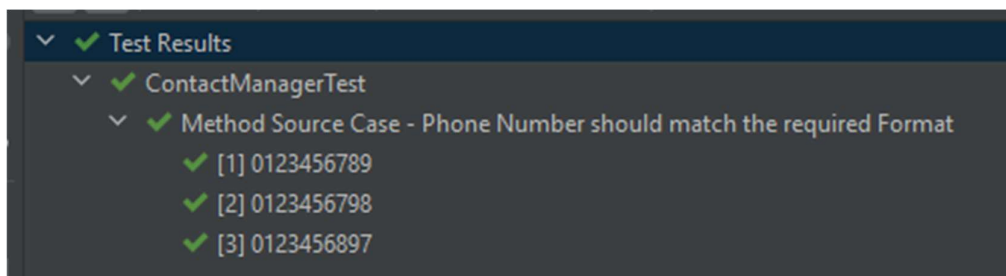 Test Results
ContactManagerTest
Method Source Case - Phone Number should match the required Format
[1] 0123456789
[2] 0123456798
[3] 0123456897